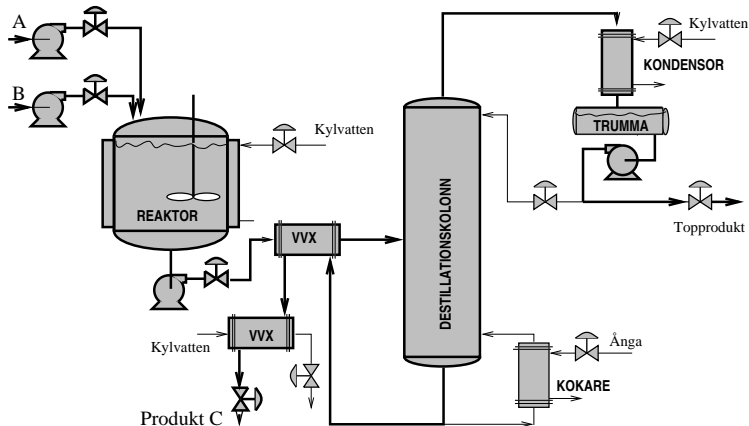 A
Kylvatten
KONDENSOR
B
TRUMMA
Kylvatten
REAKTOR
DESTILLATIONSKOLONN
Topprodukt
VVX
VVX
Kylvatten
Ånga
KOKARE
Produkt C